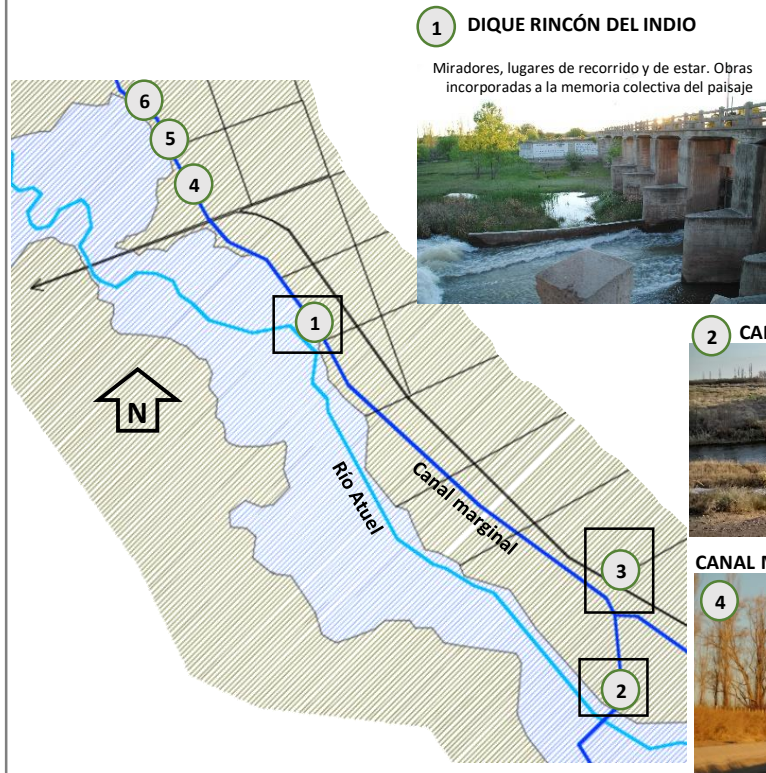 1 DIQUE RINCÓN DEL INDIO
Miradores, lugares de recorrido y de estar. Obras
incorporadas a la memoria colectiva del paisaje
6
5
4
1
N
Río Atuel
Canal marginal
3
2
2
CANAL
4